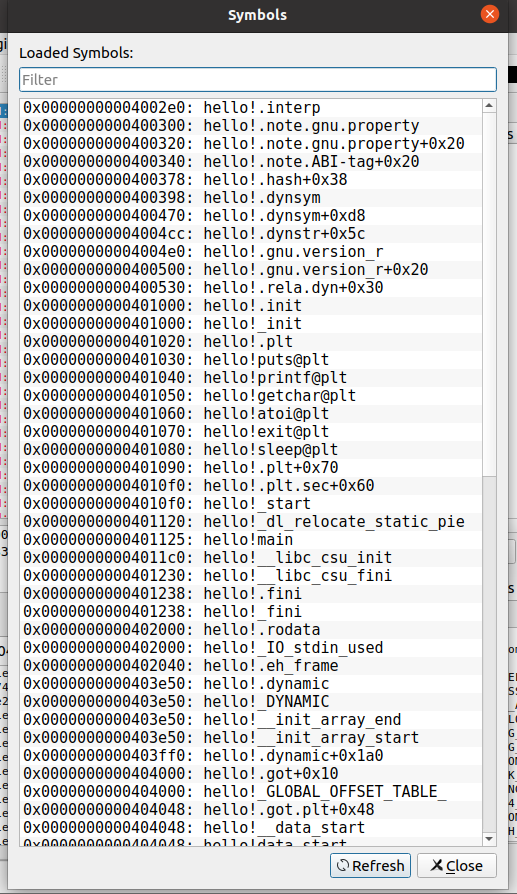 Symbols
Loaded Symbols:
Filter
0x00000000004002e0: hello!.interp
0x0000000000400300: hello!.note.gnu.property
0x0000000000400320: hello!.note.gnu.property+0x20
0x0000000000400340: hello!.note.ABI-tag+0x20
0x0000000000400378: hello!.hash+0x38
0x0000000000400398: hello!.dynsym
0x0000000000400470: hello!.dynsym+0xd8
0x00000000004004cc: hello!.dynstr+0x5c
0x00000000004004e0: hello!.gnu.version_r
0x0000000000400500: hello!.gnu.version_r+0x20
0x0000000000400530: hello!.rela.dyn+0x30
0x0000000000401000: hello!.init
0x0000000000401000: hello!_init
0x0000000000401020: hello!.plt
0x0000000000401030: hello!puts@plt
0x0000000000401040: hello!printf@plt
0x0000000000401050: hello!getchar@plt
0x0000000000401060: hello!atoi@plt
0x0000000000401070: hello!exit@plt
0x0000000000401080: hello!sleep@plt
0x0000000000401090: hello!.plt+0x70
0x00000000004010f0: hello!.plt.sec+0x60
0x00000000004010f0: hello!_start
0x0000000000401120: hello!_dl_relocate_static_pie
0x0000000000401125: hello!main
0x00000000004011c0: hello!__libc_csu_init
0x0000000000401230: hello!__libc_csu_fini
0x0000000000401238: hello!.fini
0x0000000000401238: hello!_fini
0x0000000000402000: hello!.rodata
0x0000000000402000: hello!_IO_stdin_used
0x0000000000402040: hello!.eh_frame
0x0000000000403e50: hello!.dynamic
0x0000000000403e50: hello!_DYNAMIC
0x0000000000403e50: hello!__init_array_end
0x0000000000403e50: hello!__init_array_start
0x0000000000403ff0: hello!.dynamic+0x1a0
0x0000000000404000: hello!.got+0x10
0x0000000000404000: hello!_GLOBAL_OFFSET_TABLE_
0x0000000000404048: hello!.got.plt+0x48
0x0000000000404048: hello!__data_start
0x0000000000404048: hello!data_start
Refresh
Close